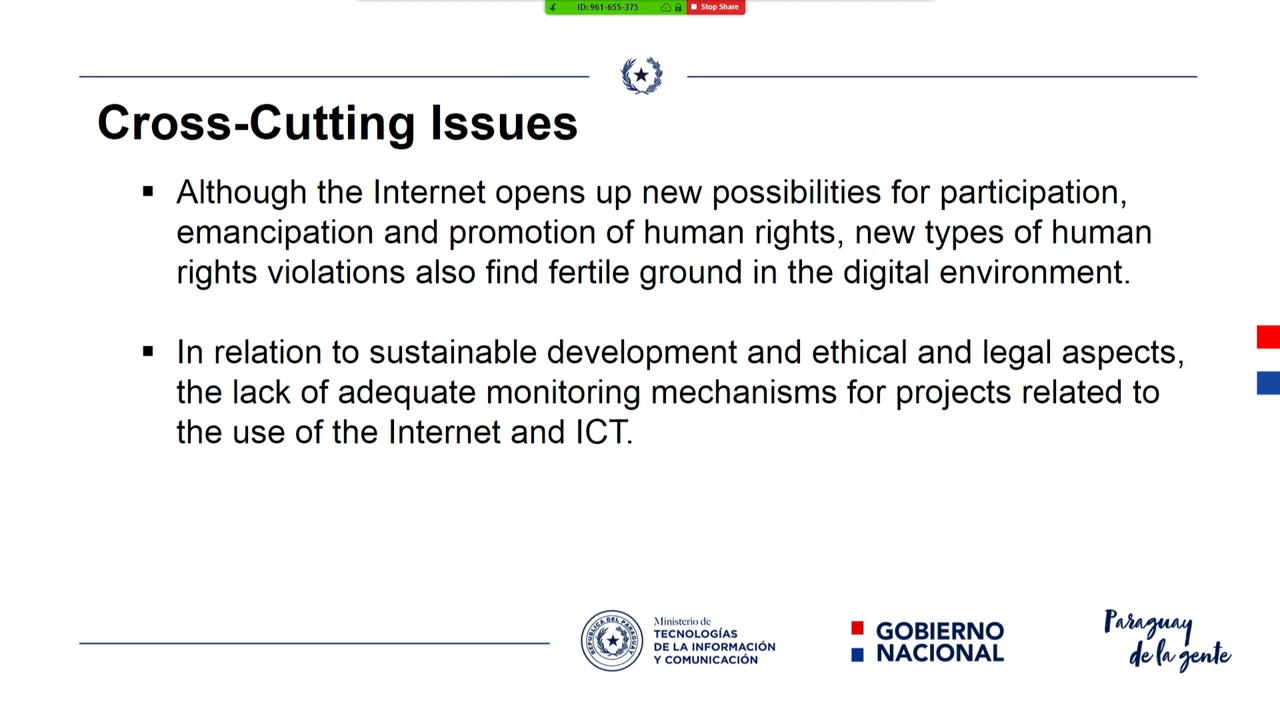 ID: 961-655-375
Stop Share
Cross-Cutting Issues
▪ Although the Internet opens up new possibilities for participation,
emancipation and promotion of human rights, new types of human
rights violations also find fertile ground in the digital environment.
▪ In relation to sustainable development and ethical and legal aspects,
the lack of adequate monitoring mechanisms for projects related to
the use of the Internet and ICT.
REPUBLICA DEL PARAGUAY
Ministerio de
TECNOLOGÍAS
DE LA INFORMACIÓN
Y COMUNICACIÓN
GOBIERNO
NACIONAL
Paraguay
de la gente